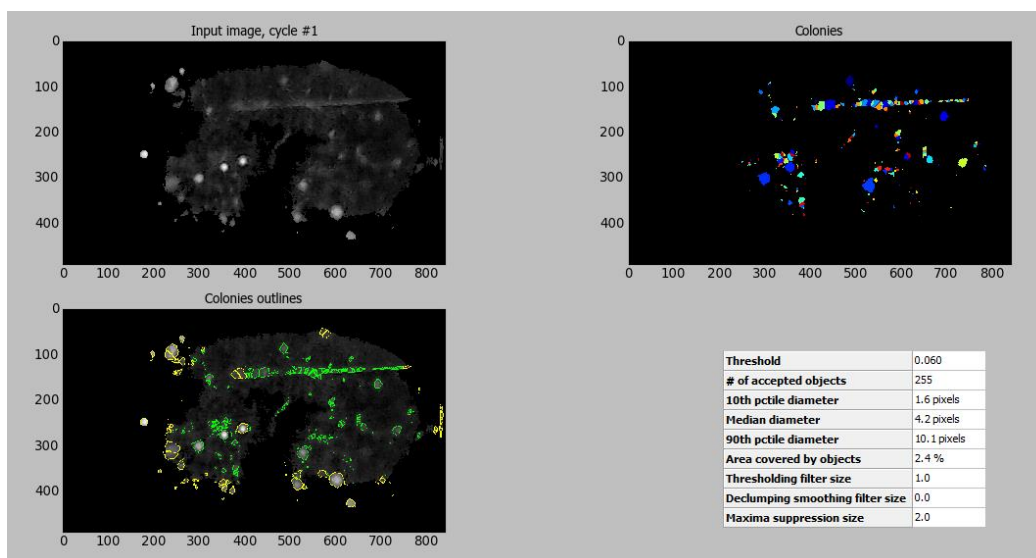 Input image, cycle #1
0
100
200
300
400
0 100 200 300 400 500 600 700 800
Colonies
0
100
200
300
400
0 100 200 300 400 500 600 700 800
Colonies outlines
0
100
200
300
400
0 100 200 300 400 500 600 700 800
Threshold 0.060
# of accepted objects 255
10th pctile diameter 1.6 pixels
Median diameter 4.2 pixels
90th pctile diameter 10.1 pixels
Area covered by objects 2.4 %
Thresholding filter size 1.0
Declumping smoothing filter size 0.0
Maxima suppression size 2.0